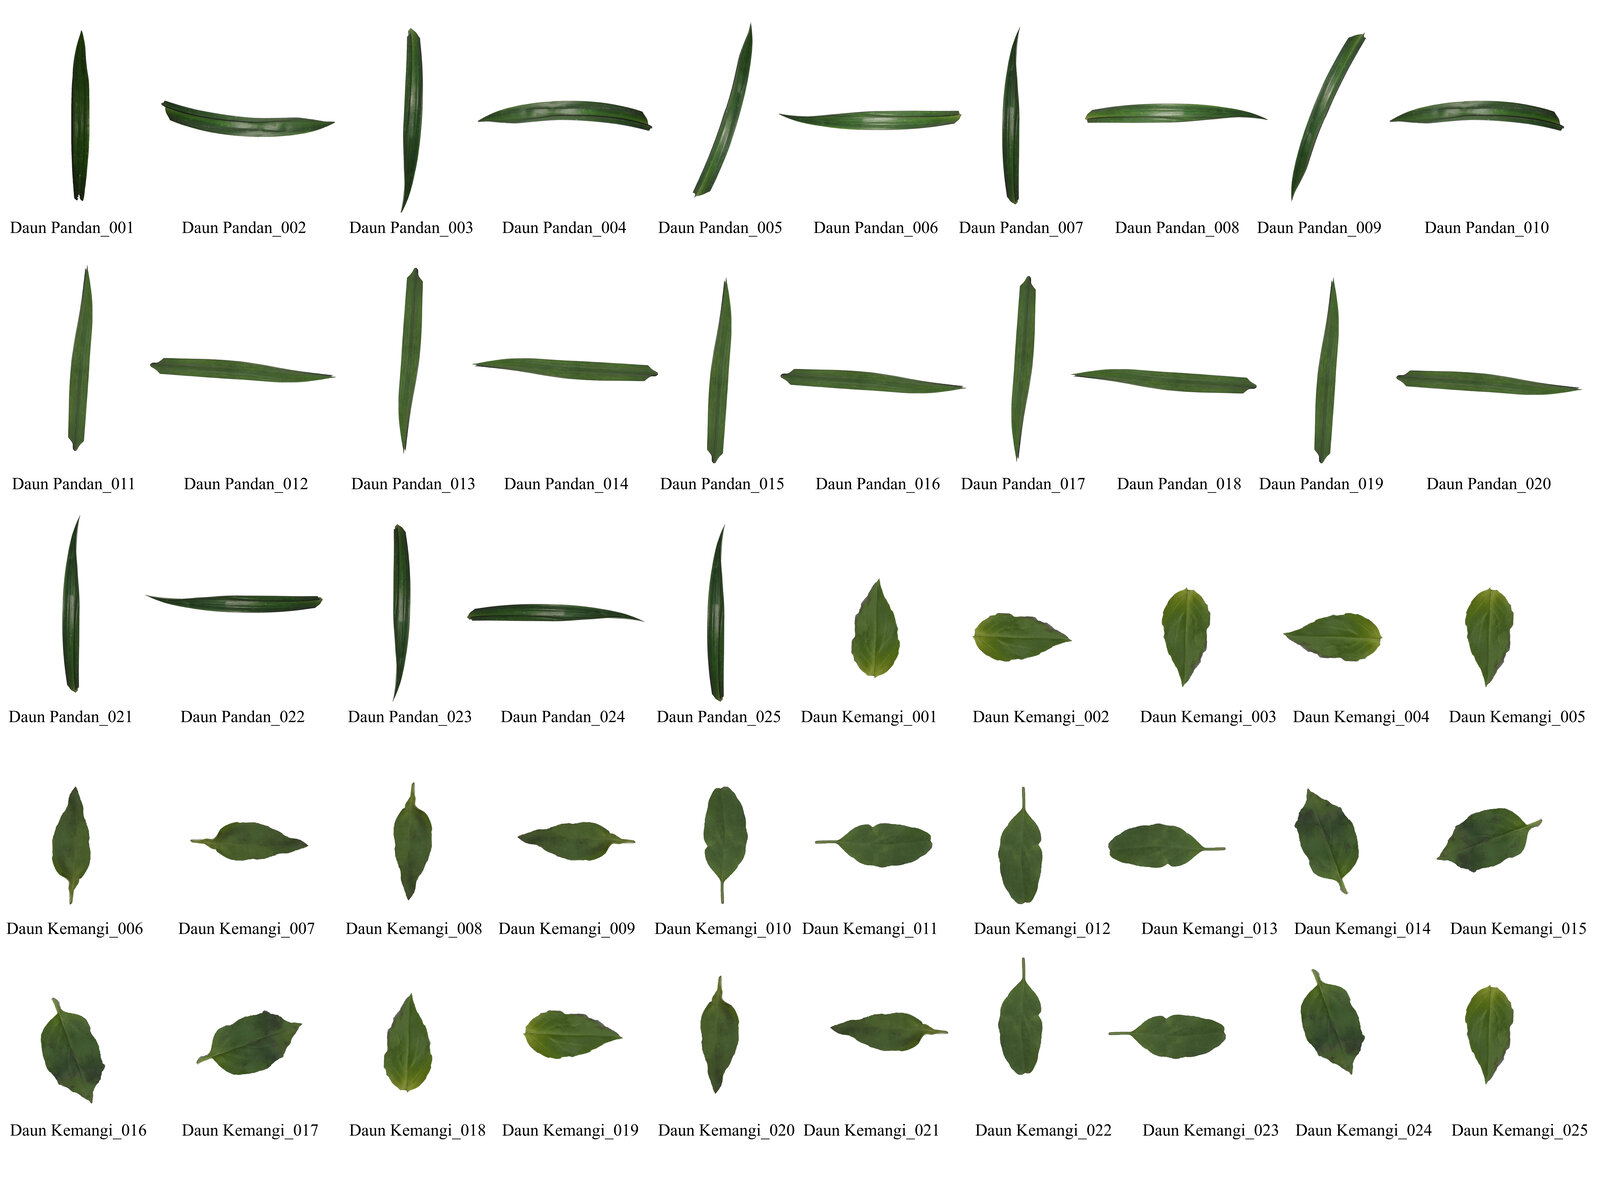 Daun Pandan_001 Daun Pandan_002 Daun Pandan_003 Daun Pandan_004 Daun Pandan_005 Daun Pandan_006 Daun Pandan_007 Daun Pandan_008 Daun Pandan_009 Daun Pandan_010
Daun Pandan_011 Daun Pandan_012 Daun Pandan_013 Daun Pandan_014 Daun Pandan_015 Daun Pandan_016 Daun Pandan_017 Daun Pandan_018 Daun Pandan_019 Daun Pandan_020
Daun Pandan_021 Daun Pandan_022 Daun Pandan_023 Daun Pandan_024 Daun Pandan_025 Daun Kemangi_001 Daun Kemangi_002 Daun Kemangi_003 Daun Kemangi_004 Daun Kemangi_005
Daun Kemangi_006 Daun Kemangi_007 Daun Kemangi_008 Daun Kemangi_009 Daun Kemangi_010 Daun Kemangi_011 Daun Kemangi_012 Daun Kemangi_013 Daun Kemangi_014 Daun Kemangi_015
Daun Kemangi_016 Daun Kemangi_017 Daun Kemangi_018 Daun Kemangi_019 Daun Kemangi_020 Daun Kemangi_021 Daun Kemangi_022 Daun Kemangi_023 Daun Kemangi_024 Daun Kemangi_025